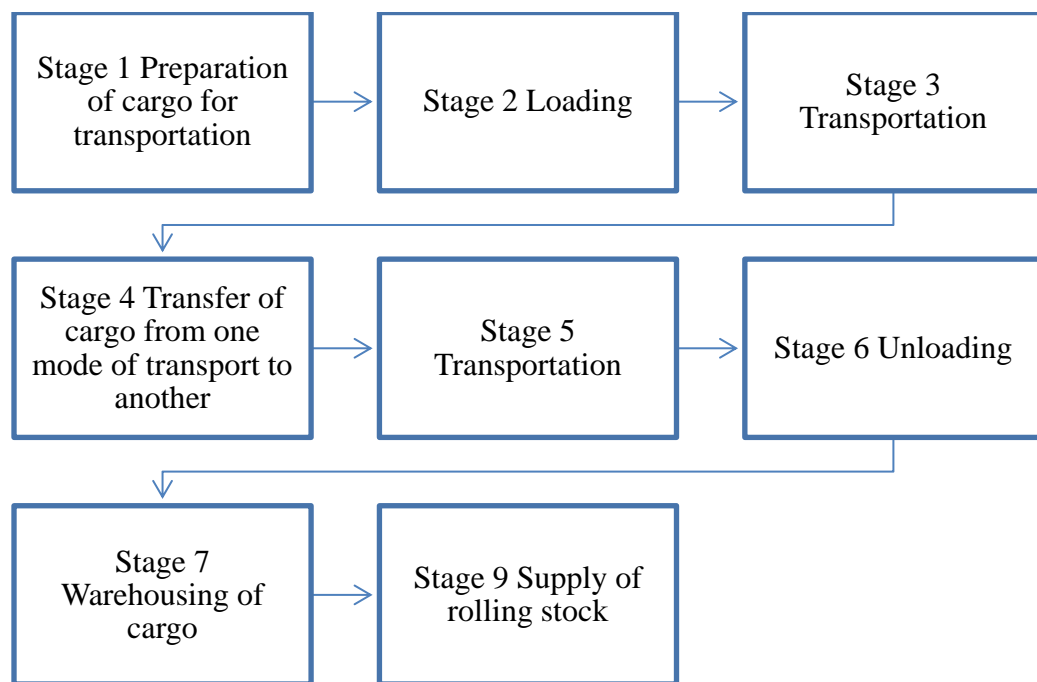 Stage 1 Preparation
of cargo for
transportation
Stage 2 Loading
Stage 3
Transportation
Stage 4 Transfer of
cargo from one
mode of transport to
another
Stage 5
Transportation
Stage 6 Unloading
Stage 7
Warehousing of
cargo
Stage 9 Supply of
rolling stock